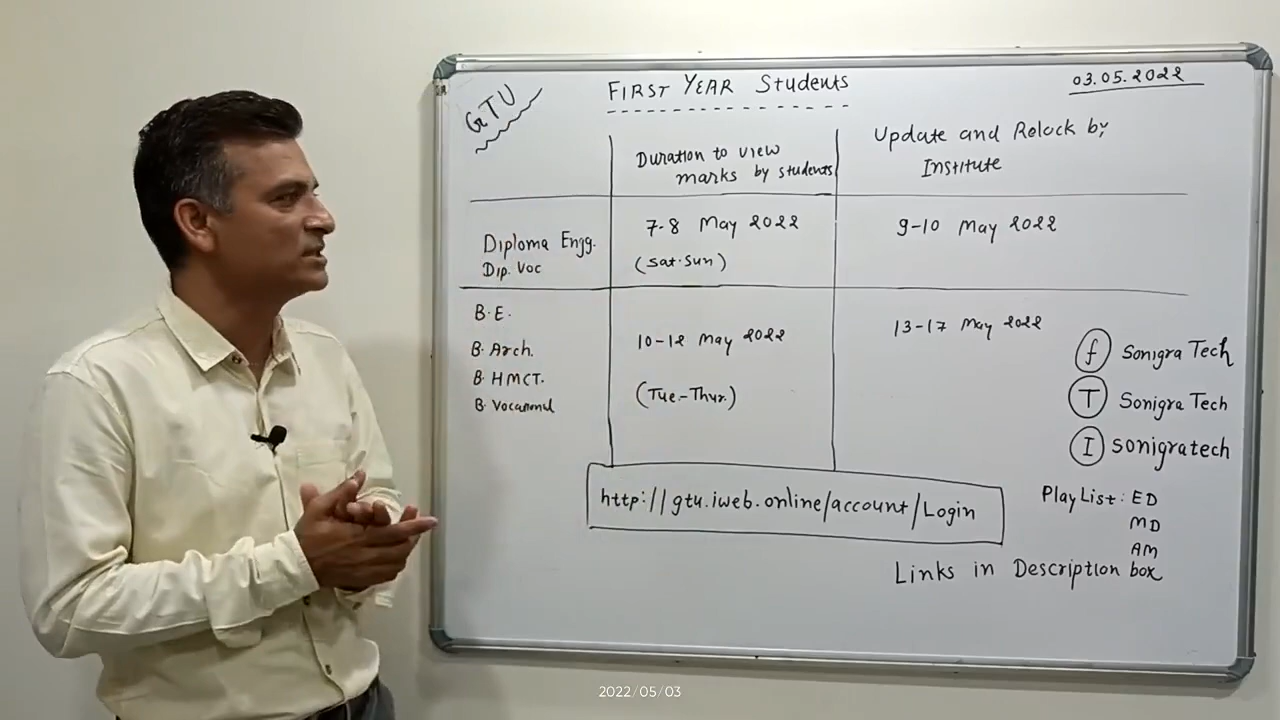 GTU
FIRST YEAR Students
03.05.2022
Duration to view
marks by students
Update and Relock by
Institute
Diploma Engg.
Dip. Voc
7-8 May 2022
(Sat-Sun)
9-10 May 2022
B.E.
B. Arch.
B. HMCT.
B.
10-12 May 2022
(Tue.-Thur.)
13-17 May 2022
f Sonigra Tech
T Sonigra Tech
I sonigratech
http://gtu.iweb.online/account/Login
PlayList: ED
MD
AM
Links in Description box
2022/05/03